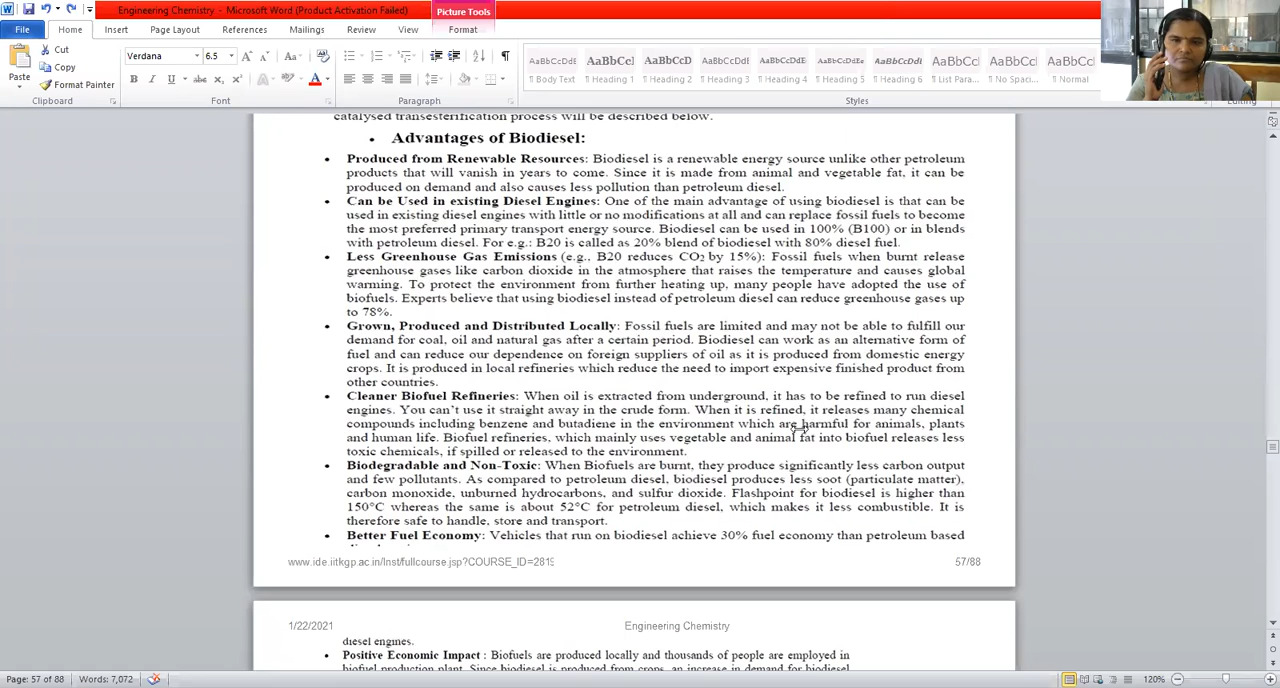 Engineering Chemistry - Microsoft Word (Product Activation Failed)
Picture Tools
File Home Insert Page Layout References Mailings Review View Format
Cut
Copy
Format Painter
Paste
Clipboard
Verdana 6.5
Font
Paragraph
AaBbCcDdE AaBbCcl AaBbCcD AaBbCcDdl AaBbCcDdE AaBbCcDdEe AaBbCcDdl AaBbCcl AaBbCcl AaBbCcl
¶ Body Text ¶ Heading 1 ¶ Heading 2 ¶ Heading 3 ¶ Heading 4 ¶ Heading 5 ¶ Heading 6 ¶ List Para... ¶ No Spaci... ¶ Normal
Styles
Editing
catalysed transesterification process will be described below.
• Advantages of Biodiesel:
• Produced from Renewable Resources: Biodiesel is a renewable energy source unlike other petroleum
products that will vanish in years to come. Since it is made from animal and vegetable fat, it can be
produced on demand and also causes less pollution than petroleum diesel.
• Can be Used in existing Diesel Engines: One of the main advantage of using biodiesel is that can be
used in existing diesel engines with little or no modifications at all and can replace fossil fuels to become
the most preferred primary transport energy source. Biodiesel can be used in 100% (B100) or in blends
with petroleum diesel. For e.g.: B20 is called as 20% blend of biodiesel with 80% diesel fuel.
• Less Greenhouse Gas Emissions (e.g., B20 reduces CO2 by 15%): Fossil fuels when burnt release
greenhouse gases like carbon dioxide in the atmosphere that raises the temperature and causes global
warming. To protect the environment from further heating up, many people have adopted the use of
biofuels. Experts believe that using biodiesel instead of petroleum diesel can reduce greenhouse gases up
to 78%.
• Grown, Produced and Distributed Locally: Fossil fuels are limited and may not be able to fulfill our
demand for coal, oil and natural gas after a certain period. Biodiesel can work as an alternative form of
fuel and can reduce our dependence on foreign suppliers of oil as it is produced from domestic energy
crops. It is produced in local refineries which reduce the need to import expensive finished product from
other countries.
• Cleaner Biofuel Refineries: When oil is extracted from underground, it has to be refined to run diesel
engines. You can't use it straight away in the crude form. When it is refined, it releases many chemical
compounds including benzene and butadiene in the environment which are harmful for animals, plants
and human life. Biofuel refineries, which mainly uses vegetable and animal fat into biofuel releases less
toxic chemicals, if spilled or released to the environment.
• Biodegradable and Non-Toxic: When Biofuels are burnt, they produce significantly less carbon output
and few pollutants. As compared to petroleum diesel, biodiesel produces less soot (particulate matter),
carbon monoxide, unburned hydrocarbons, and sulfur dioxide. Flashpoint for biodiesel is higher than
150°C whereas the same is about 52°C for petroleum diesel, which makes it less combustible. It is
therefore safe to handle, store and transport.
• Better Fuel Economy: Vehicles that run on biodiesel achieve 30% fuel economy than petroleum based
www.ide.iitkgp.ac.in/Inst/fullcourse.jsp?COURSE_ID=2815 57/88
1/22/2021 Engineering Chemistry
diesel engines.
• Positive Economic Impact : Biofuels are produced locally and thousands of people are employed in
biofuel production plant. Since biodiesel is produced from crops, an increase in demand for biodiesel
Page: 57 of 88 Words: 7,072 120%